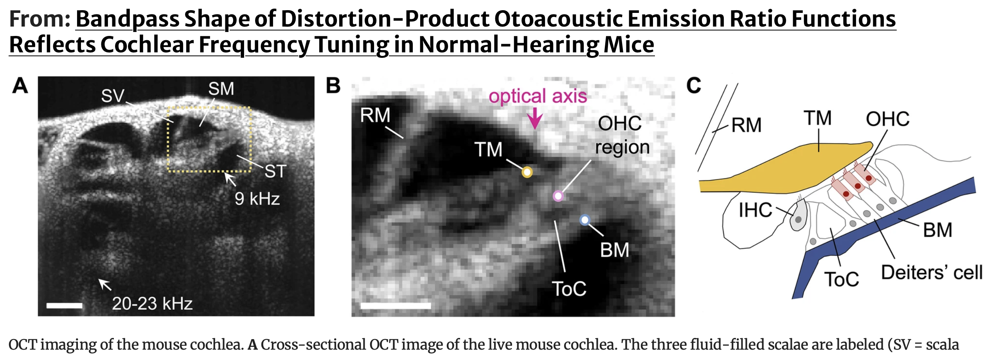 From: Bandpass Shape of Distortion-Product Otoacoustic Emission Ratio Functions
Reflects Cochlear Frequency Tuning in Normal-Hearing Mice
A
SV
SM
ST
9 kHz
20-23 kHz
B
optical axis
RM
OHC
region
TM
BM
ToC
C
RM
TM
OHC
IHC
BM
ToC
Deiters’ cell
OCT imaging of the mouse cochlea. A Cross-sectional OCT image of the live mouse cochlea. The three fluid-filled scalae are labeled (SV = scala